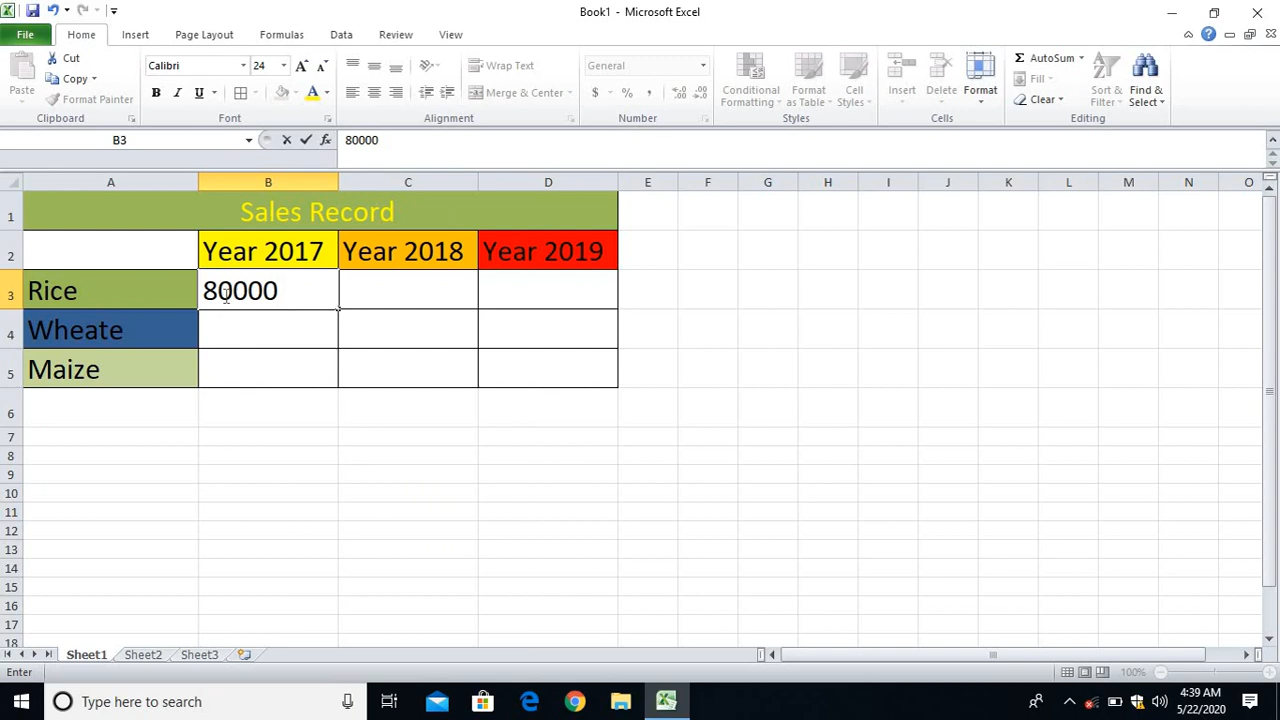 Book1 - Microsoft Excel
File Home Insert Page Layout Formulas Data Review View
Paste Cut Copy Format Painter Clipboard
Calibri 24 B I U A Font
Wrap Text Merge & Center Alignment
General $ % , Number
Conditional Formatting Format as Table Cell Styles Styles
Insert Delete Format Cells
AutoSum Fill Clear Sort & Filter Find & Select Editing
B3 fx 80000
A B C D E F G H I J K L M N O
1 Sales Record
2 Year 2017 Year 2018 Year 2019
3 Rice 80000
4 Wheate
5 Maize
6
7
8
9
10
11
12
13
14
15
16
17
18
Sheet1 Sheet2 Sheet3
Enter 100%
Type here to search 4:39 AM
5/22/2020